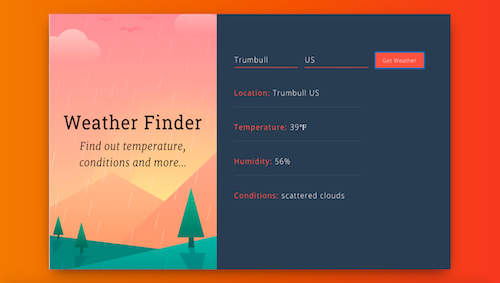 Weather Finder
Find out temperature,
conditions and more...
Trumbull US Get Weather
Location: Trumbull US
Temperature: 39℉
Humidity: 56%
Conditions: scattered clouds